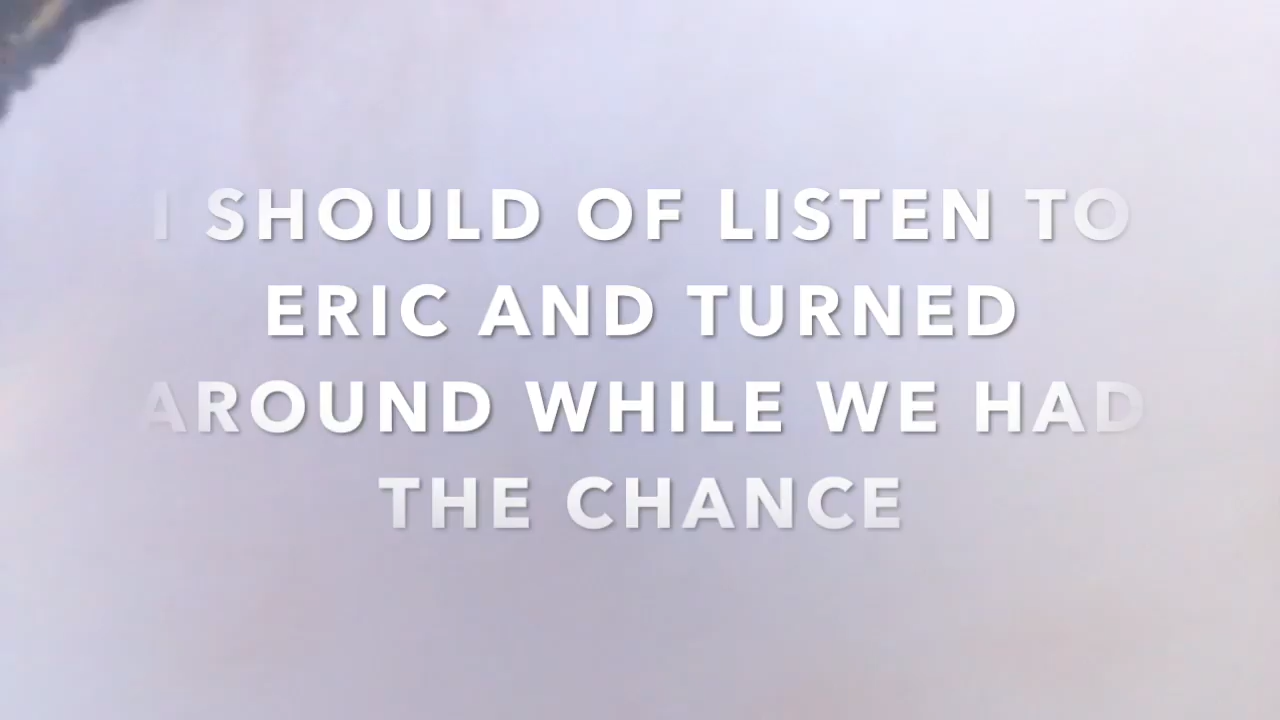 I SHOULD OF LISTEN TO
ERIC AND TURNED
AROUND WHILE WE HAD
THE CHANCE